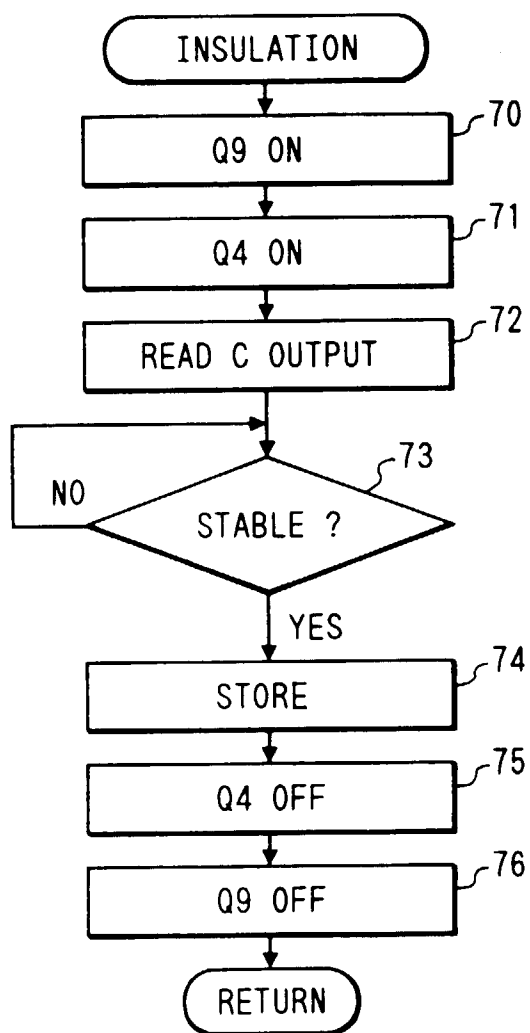 INSULATION
70
Q9 ON
71
Q4 ON
72
READ C OUTPUT
73
NO
STABLE ?
YES
74
STORE
75
Q4 OFF
76
Q9 OFF
RETURN